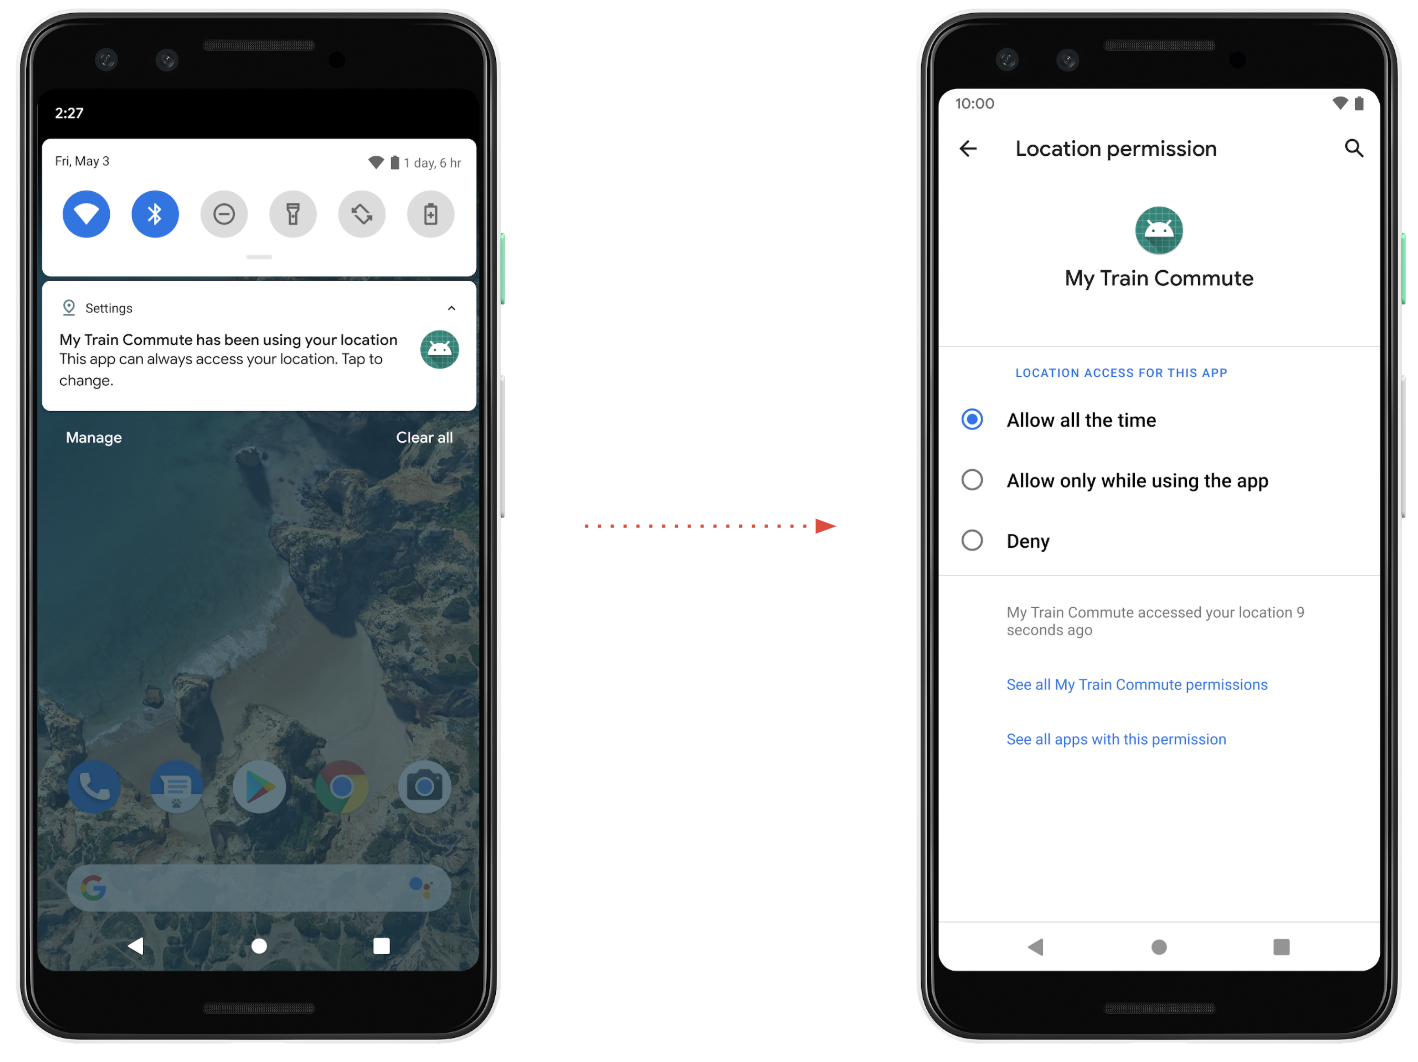 2:27
Fri, May 3
1 day, 6 hr
Settings
My Train Commute has been using your location
This app can always access your location. Tap to
change.
Manage
Clear all
10:00
Location permission
My Train Commute
LOCATION ACCESS FOR THIS APP
Allow all the time
Allow only while using the app
Deny
My Train Commute accessed your location 9
seconds ago
See all My Train Commute permissions
See all apps with this permission